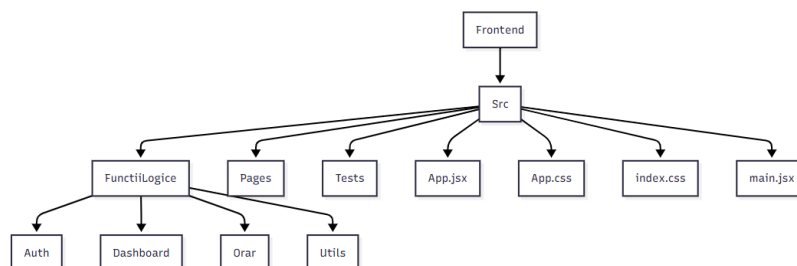 Frontend
Src
FunctiiLogice
Pages
Tests
App.jsx
App.css
index.css
main.jsx
Auth
Dashboard
Orar
Utils